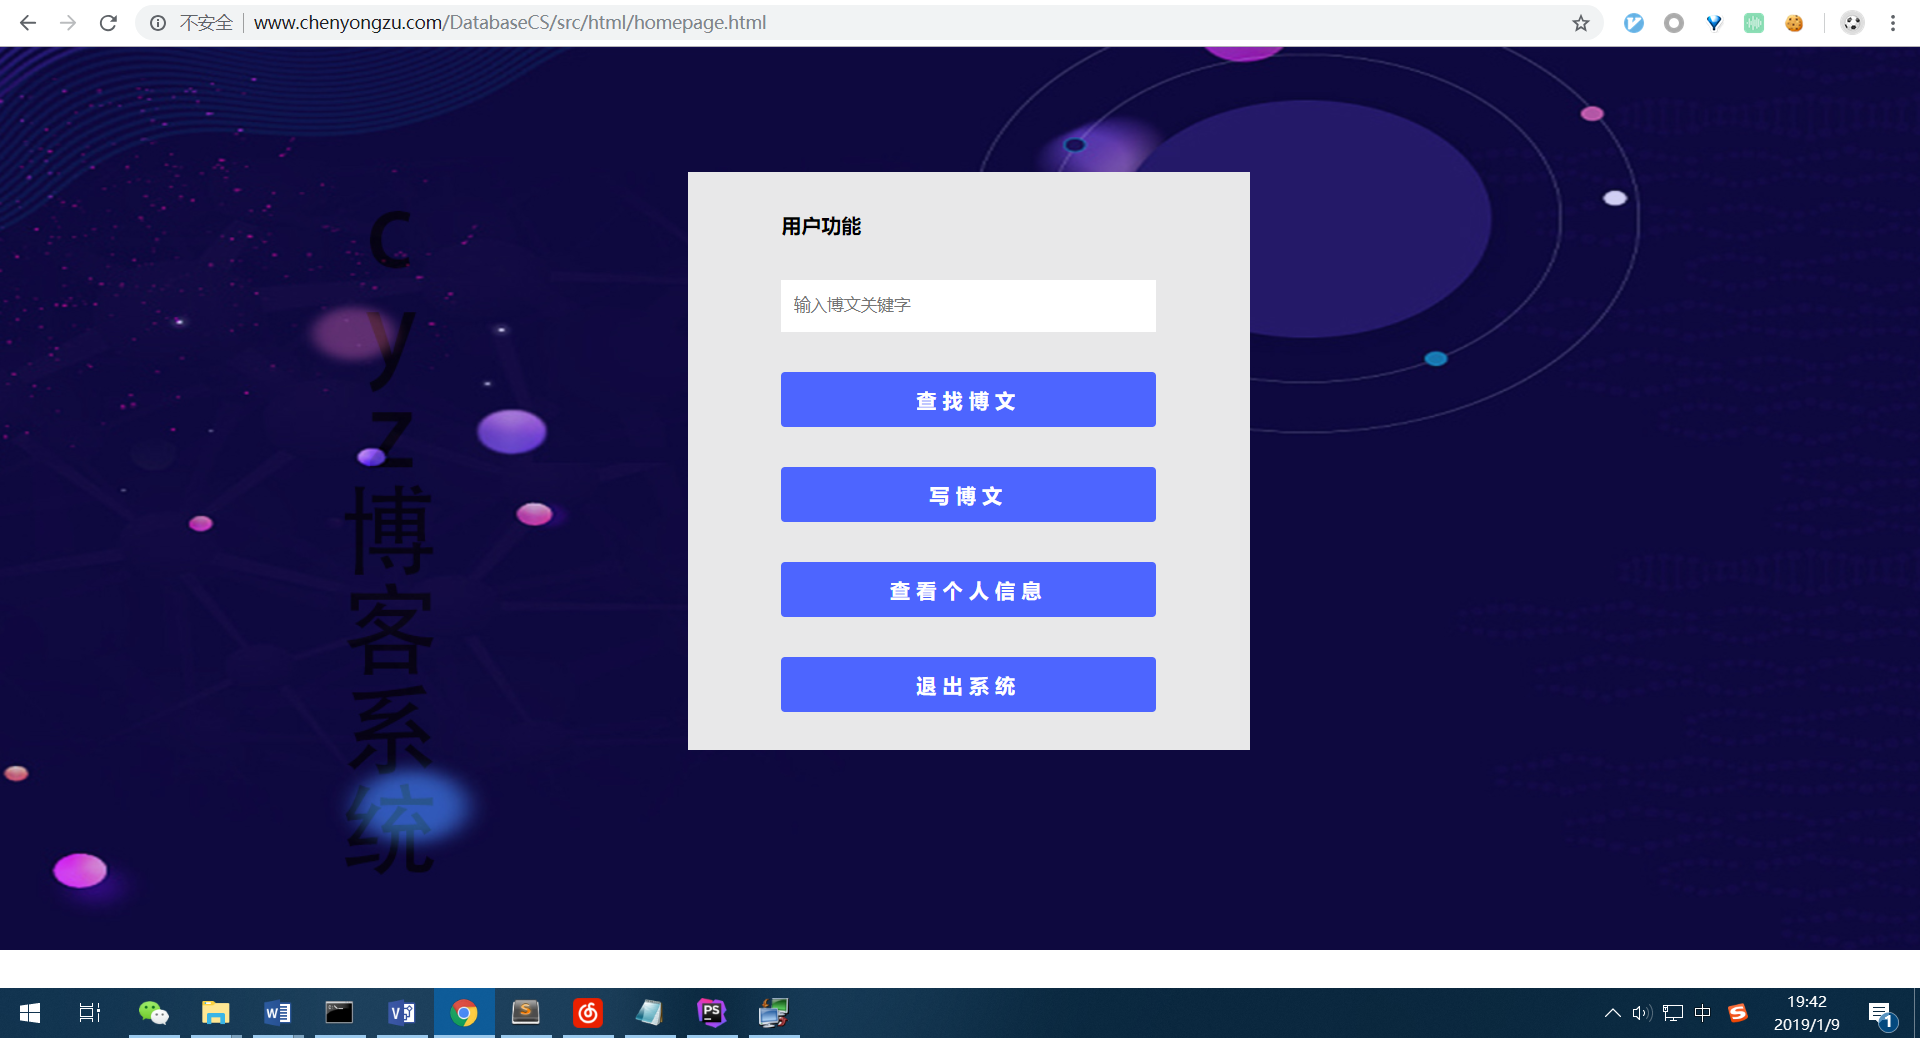 不安全 www.chenyongzu.com/DatabaseCS/src/html/homepage.html
c
y
z
博
客
系
统
用户功能
输入博文关键字
查找博文
写博文
查看个人信息
退出系统
中
19:42
2019/1/9
1